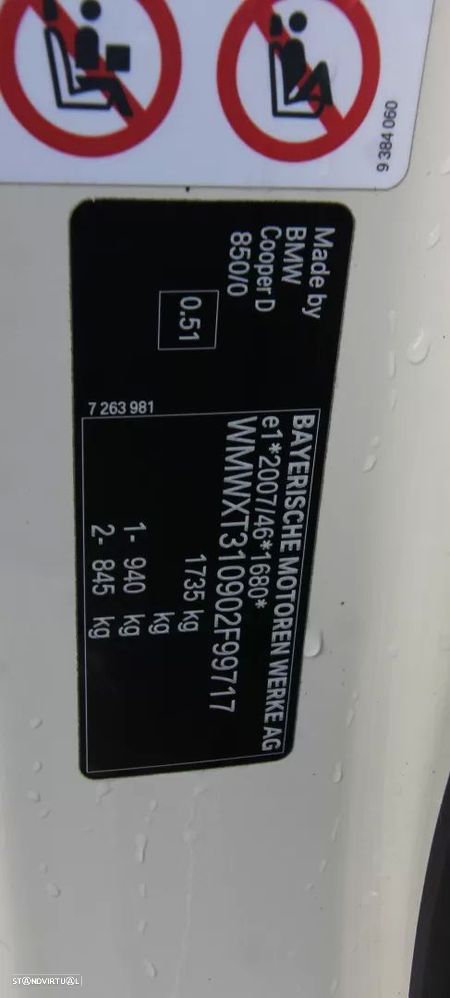 9 384 060
Made by
BMW
Cooper D
850/0
0.51
7 263 981
BAYERISCHE MOTOREN WERKE AG
e1*2007/46*1680*
WMWXT310902F99717
1735 kg
kg
1- 940 kg
2- 845 kg
STANDVIRTUAL